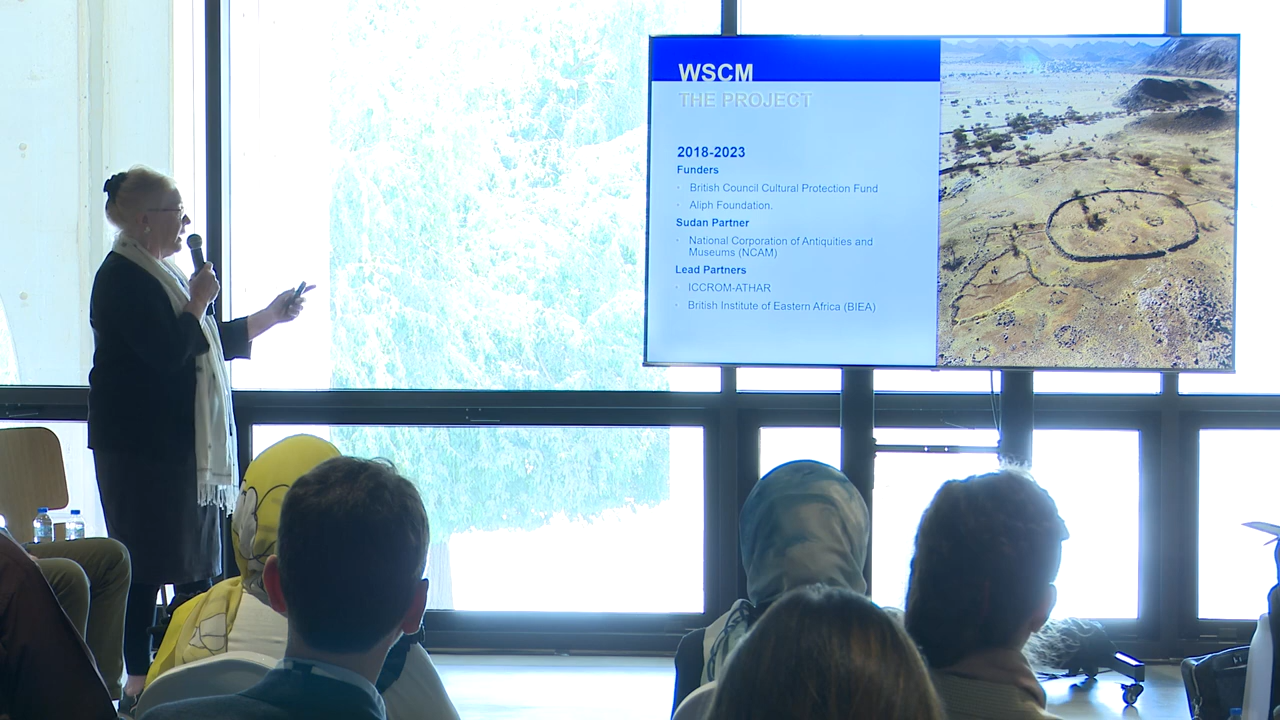 WSCM
THE PROJECT
2018-2023
Funders
· British Council Cultural Protection Fund
· Aliph Foundation.
Sudan Partner
· National Corporation of Antiquities and
Museums (NCAM)
Lead Partners
· ICCROM-ATHAR
· British Institute of Eastern Africa (BIEA)